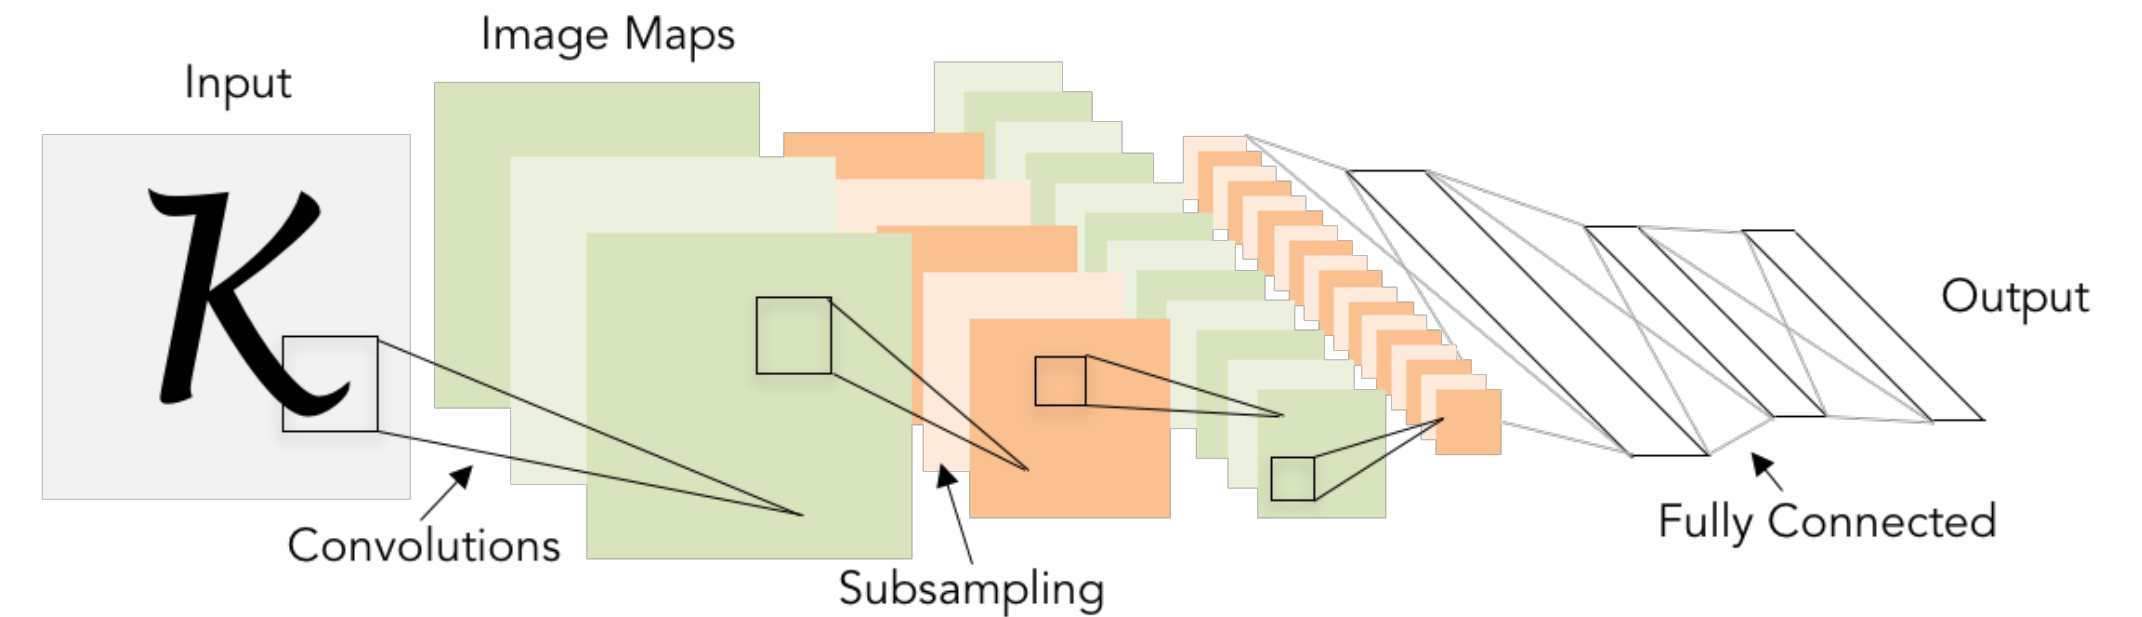 Image Maps
Input
K
Convolutions
Subsampling
Fully Connected
Output